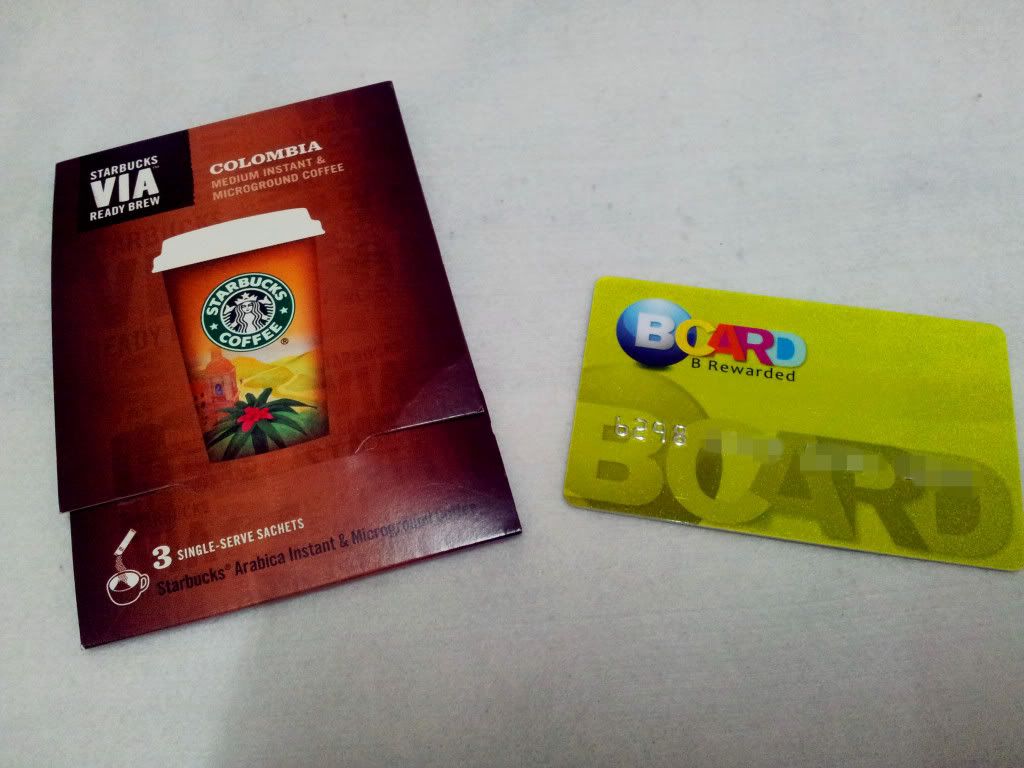 STARBUCKS
VIA™
READY BREW
COLOMBIA
MEDIUM INSTANT &
MICROGROUND COFFEE
STARBUCKS
COFFEE
®
3 SINGLE-SERVE SACHETS
Starbucks® Arabica Instant & Microground Coffee
BCARD
B Rewarded
6298
BCARD